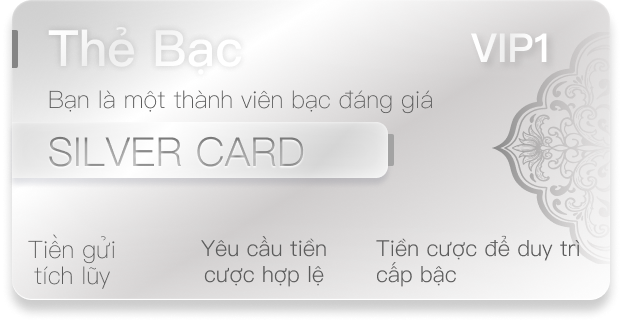 Thẻ Bạc
VIP1
Bạn là một thành viên bạc đáng giá
SILVER CARD
Tiền gửi
tích lũy
Yêu cầu tiền
cược hợp lệ
Tiền cược để duy trì
cấp bậc